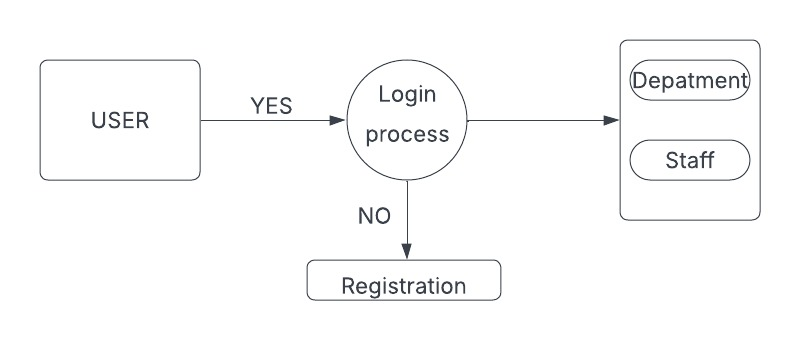 USER
YES
Login
process
Depatment
Staff
NO
Registration